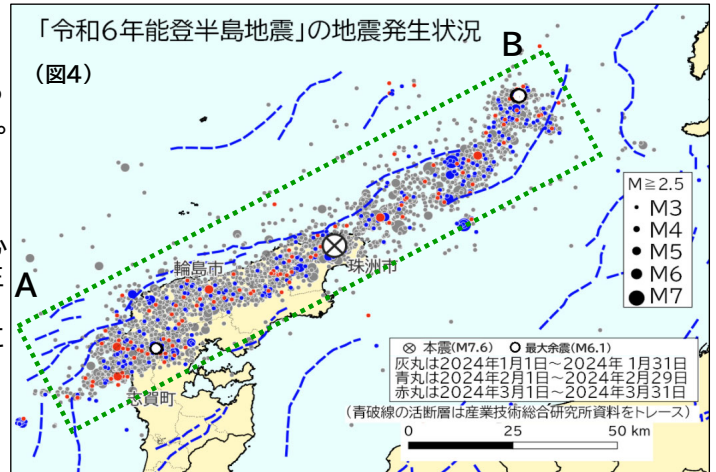 「令和6年能登半島地震」の地震発生状況
(図4)
B
M≧2.5
M3
M4
M5
M6
M7
輪島市
珠洲市
A
志賀町
本震(M7.6) 最大余震(M6.1)
灰丸は2024年1月1日~2024年 1月31日
青丸は2024年2月1日~2024年2月29日
赤丸は2024年3月1日~2024年3月31日
(青破線の活断層は産業技術総合研究所資料をトレース)
0 25 50 km